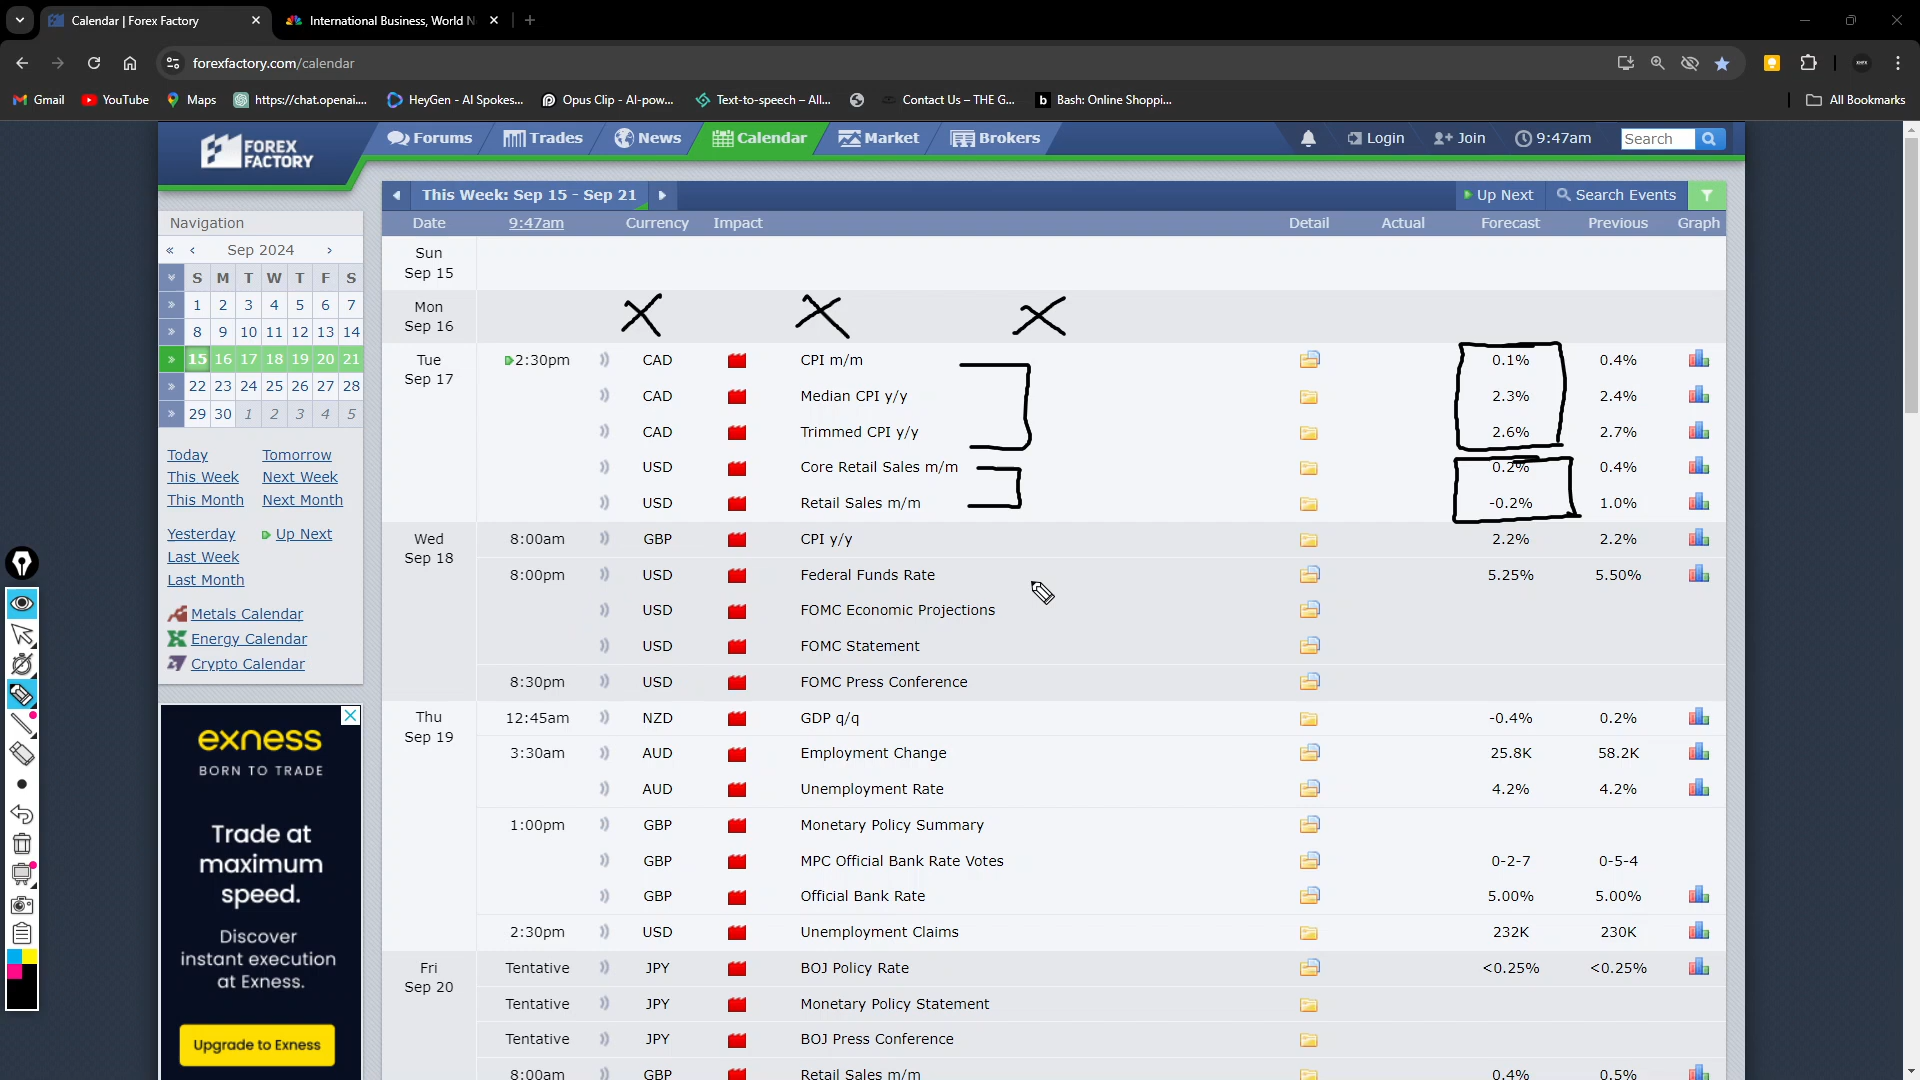 Calendar | Forex Factory
International Business, World N
forexfactory.com/calendar
Gmail YouTube Maps https://chat.openai.... HeyGen - AI Spokes... Opus Clip - AI-pow... Text-to-speech – All... Contact Us – THE G... b Bash: Online Shoppi... All Bookmarks
FOREX FACTORY Forums Trades News Calendar Market Brokers Login Join 9:47am Search
This Week: Sep 15 - Sep 21 Up Next Search Events
Date 9:47am Currency Impact Detail Actual Forecast Previous Graph
Sun Sep 15
Mon Sep 16
Tue Sep 17 2:30pm CAD CPI m/m 0.1% 0.4%
CAD Median CPI y/y 2.3% 2.4%
CAD Trimmed CPI y/y 2.6% 2.7%
USD Core Retail Sales m/m 0.2% 0.4%
USD Retail Sales m/m -0.2% 1.0%
Wed Sep 18 8:00am GBP CPI y/y 2.2% 2.2%
8:00pm USD Federal Funds Rate 5.25% 5.50%
USD FOMC Economic Projections
USD FOMC Statement
8:30pm USD FOMC Press Conference
Thu Sep 19 12:45am NZD GDP q/q -0.4% 0.2%
3:30am AUD Employment Change 25.8K 58.2K
AUD Unemployment Rate 4.2% 4.2%
1:00pm GBP Monetary Policy Summary
GBP MPC Official Bank Rate Votes 0-2-7 0-5-4
GBP Official Bank Rate 5.00% 5.00%
2:30pm USD Unemployment Claims 232K 230K
Fri Sep 20 Tentative JPY BOJ Policy Rate <0.25% <0.25%
Tentative JPY Monetary Policy Statement
Tentative JPY BOJ Press Conference
8:00am GBP Retail Sales m/m 0.4% 0.5%
Navigation
« ‹ Sep 2024 ›
S M T W T F S
» 1 2 3 4 5 6 7
» 8 9 10 11 12 13 14
» 15 16 17 18 19 20 21
» 22 23 24 25 26 27 28
» 29 30 1 2 3 4 5
Today Tomorrow
This Week Next Week
This Month Next Month
Yesterday Up Next
Last Week
Last Month
Metals Calendar
Energy Calendar
Crypto Calendar
exness
BORN TO TRADE
Trade at
maximum
speed.
Discover
instant execution
at Exness.
Upgrade to Exness